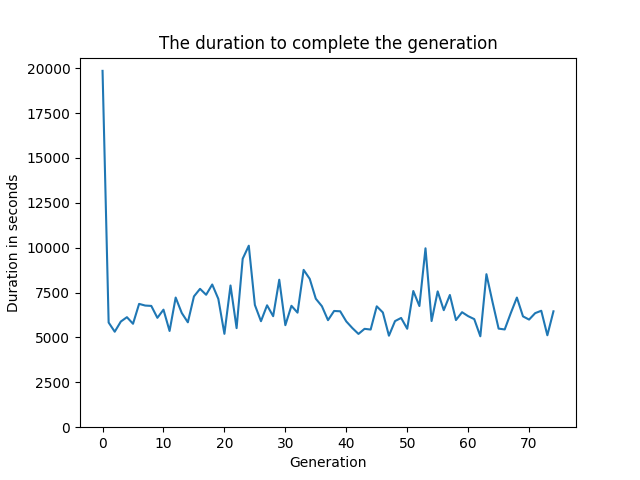 The duration to complete the generation
20000
17500
15000
12500
10000
7500
5000
2500
0
Duration in seconds
0 10 20 30 40 50 60 70
Generation